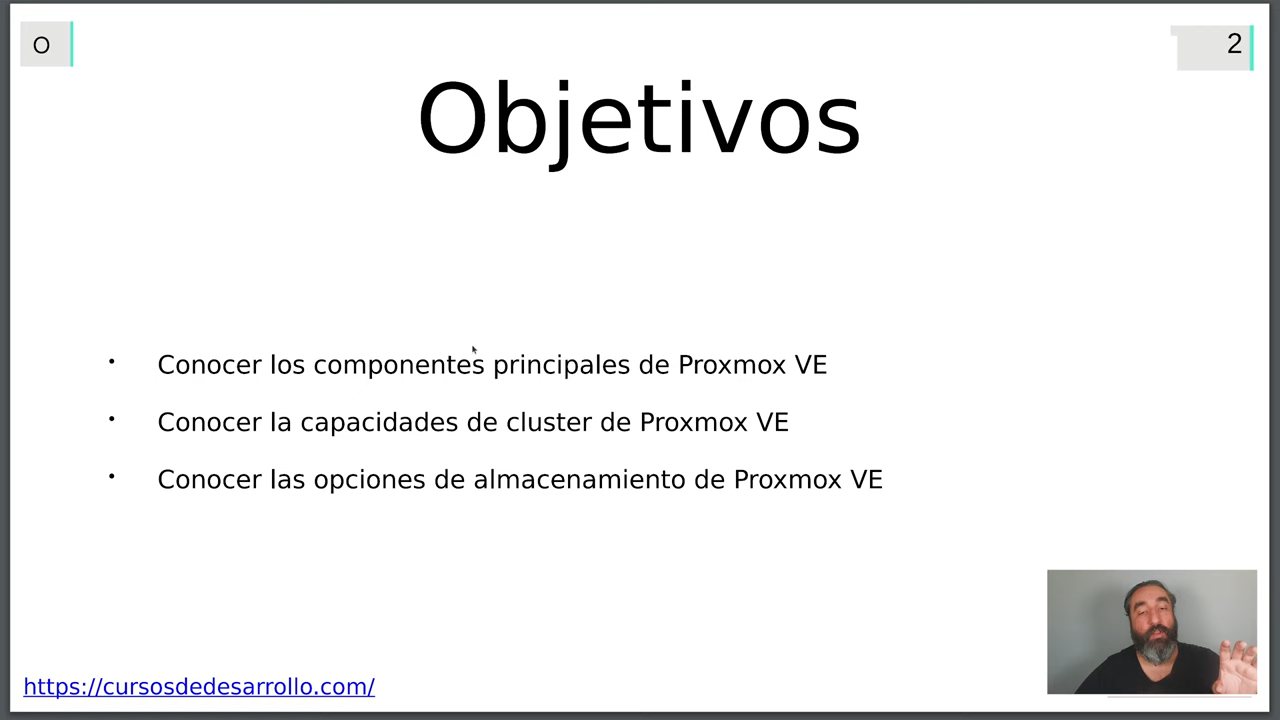 O
2
Objetivos
• Conocer los componentes principales de Proxmox VE
• Conocer la capacidades de cluster de Proxmox VE
• Conocer las opciones de almacenamiento de Proxmox VE
https://cursosdedesarrollo.com/